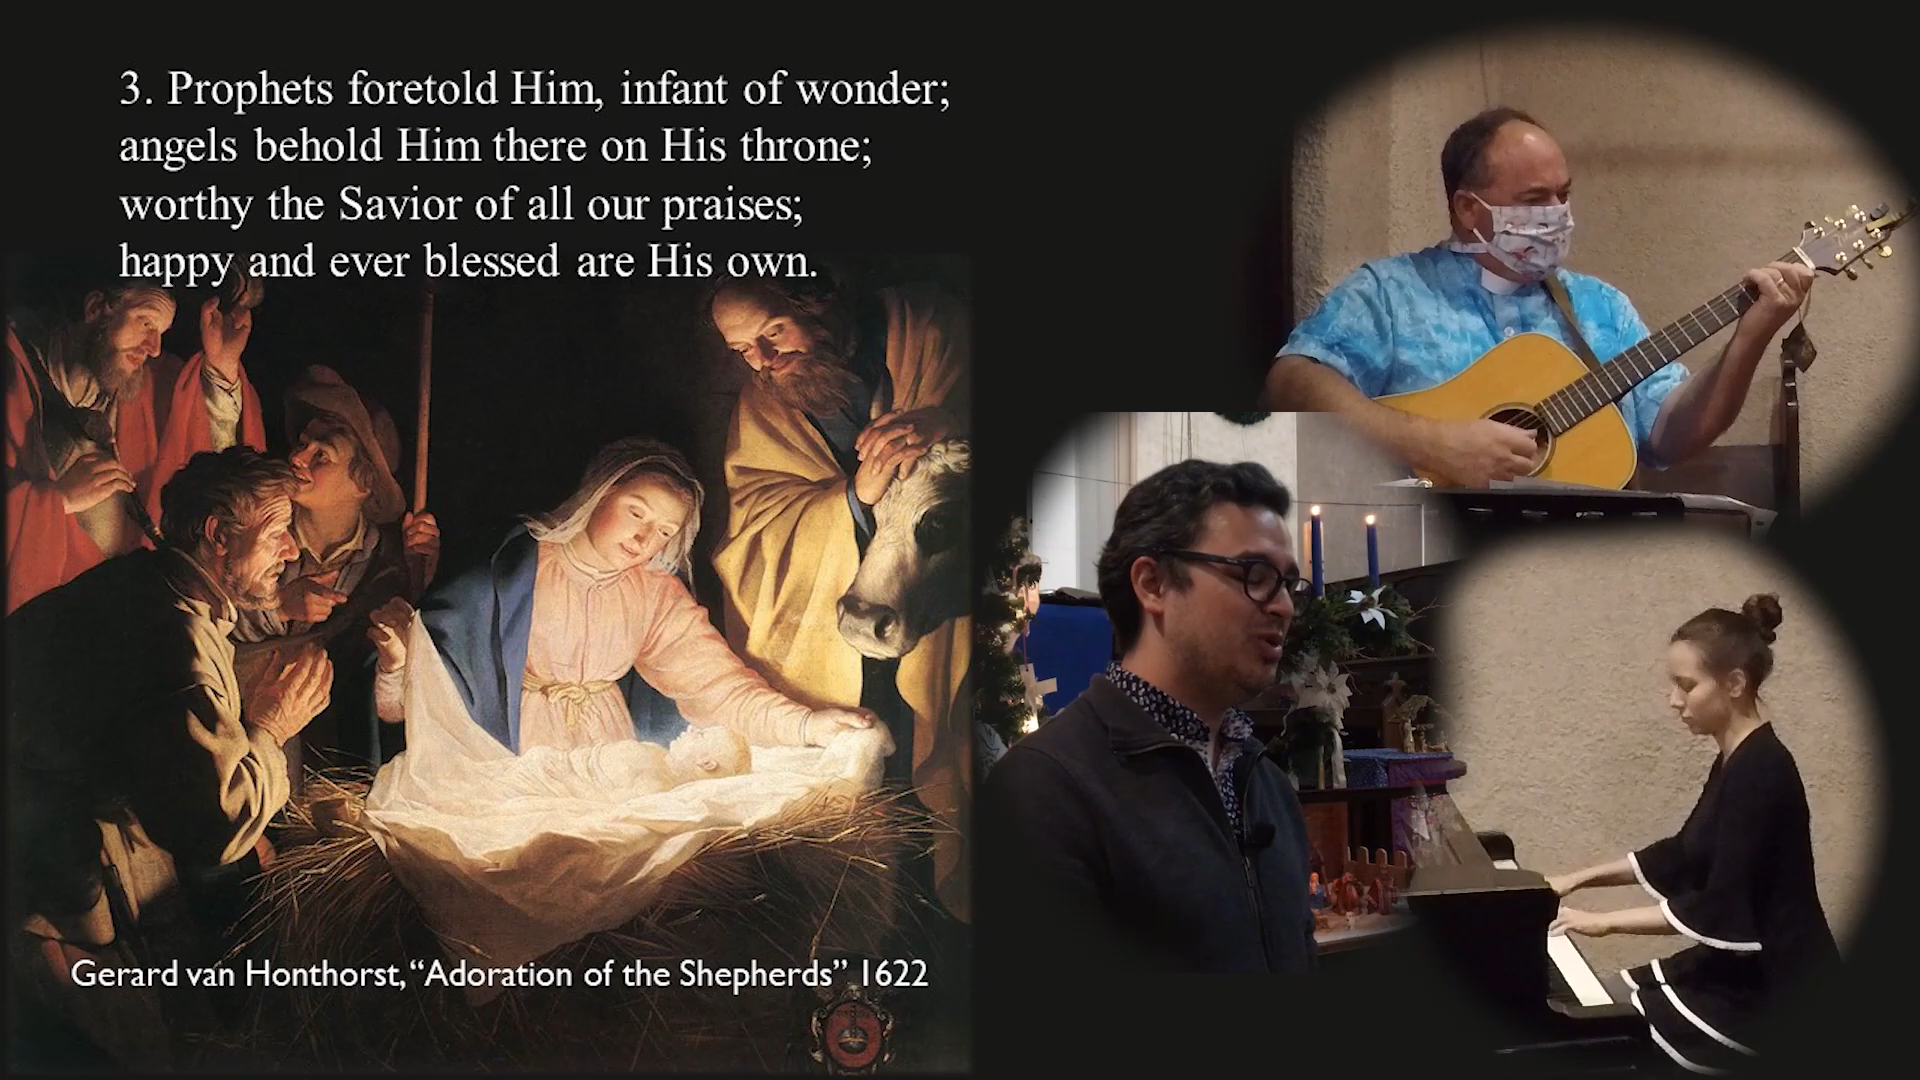 3. Prophets foretold Him, infant of wonder;
angels behold Him there on His throne;
worthy the Savior of all our praises;
happy and ever blessed are His own.
Gerard van Honthorst, “Adoration of the Shepherds” 1622